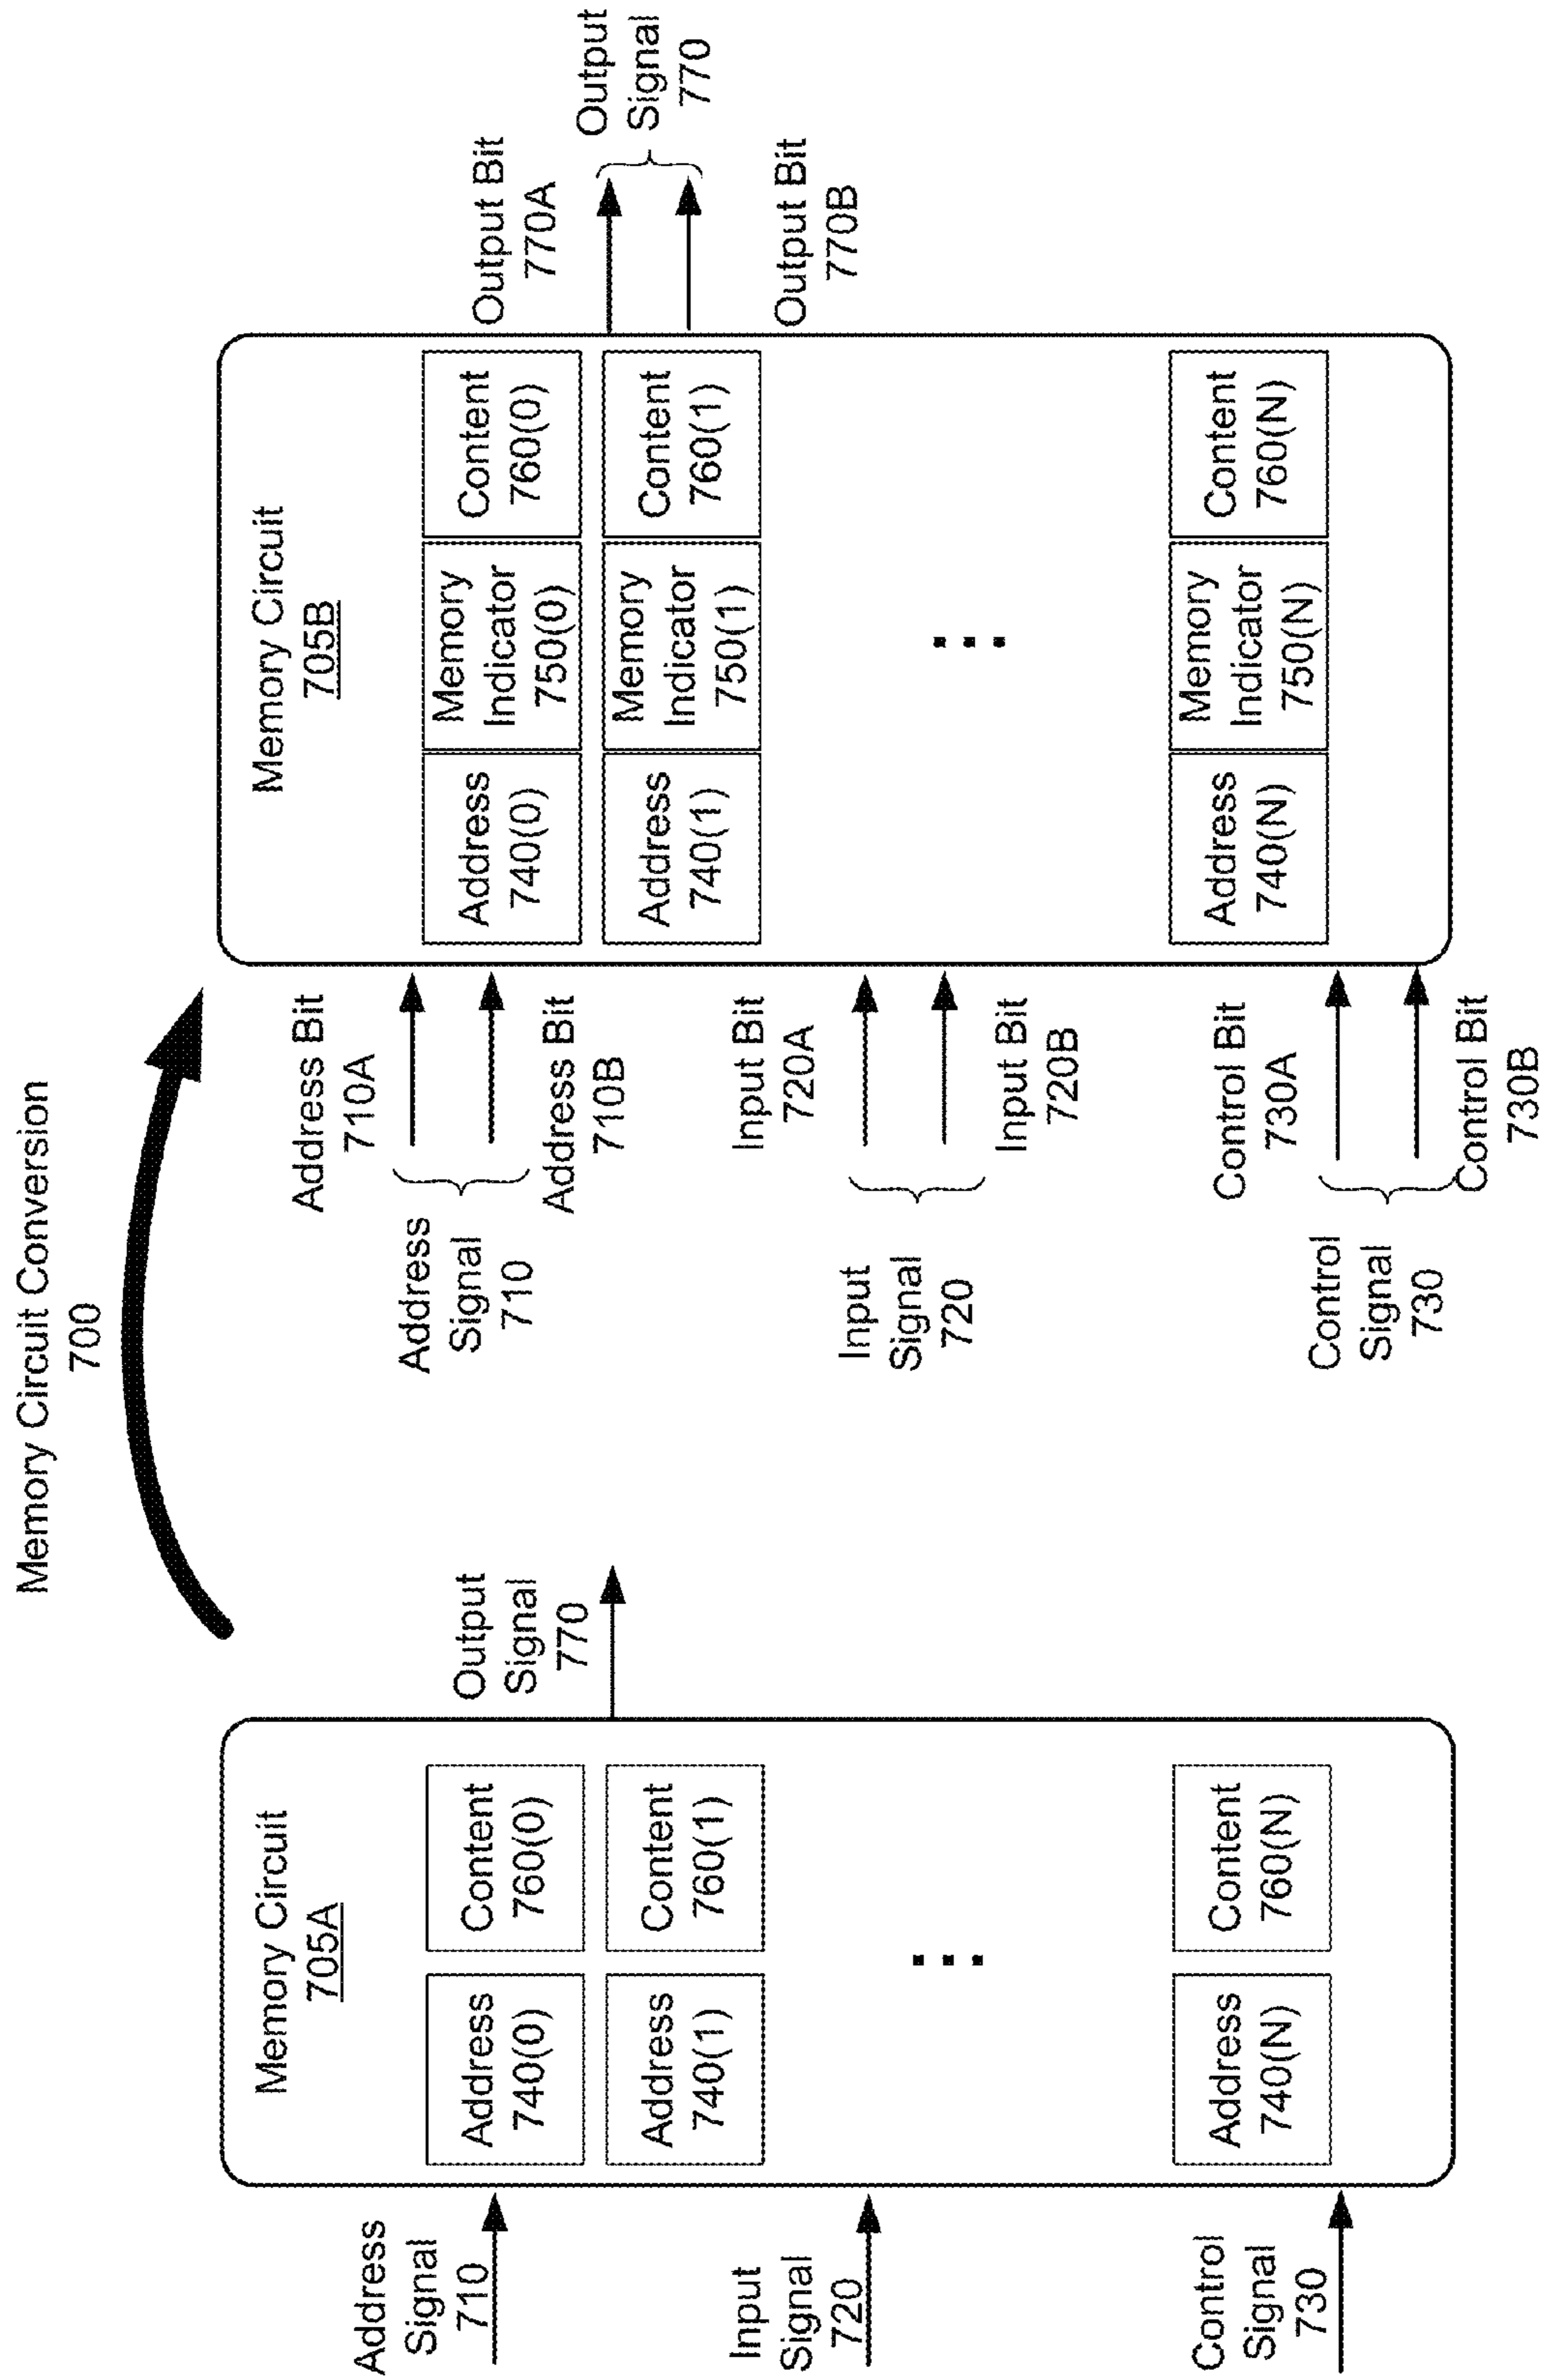 Memory Circuit Conversion
700
Address
Signal
710
Input
Signal
720
Control
Signal
730
Memory Circuit
705A
Address
740(0)
Content
760(0)
Address
740(1)
Content
760(1)
...
Address
740(N)
Content
760(N)
Output
Signal
770
Address
Signal
710
Address Bit
710A
Address Bit
710B
Input
Signal
720
Input Bit
720A
Input Bit
720B
Control
Signal
730
Control Bit
730A
Control Bit
730B
Memory Circuit
705B
Address
740(0)
Memory
Indicator
750(0)
Content
760(0)
Address
740(1)
Memory
Indicator
750(1)
Content
760(1)
...
Address
740(N)
Memory
Indicator
750(N)
Content
760(N)
Output Bit
770A
Output Bit
770B
Output
Signal
770